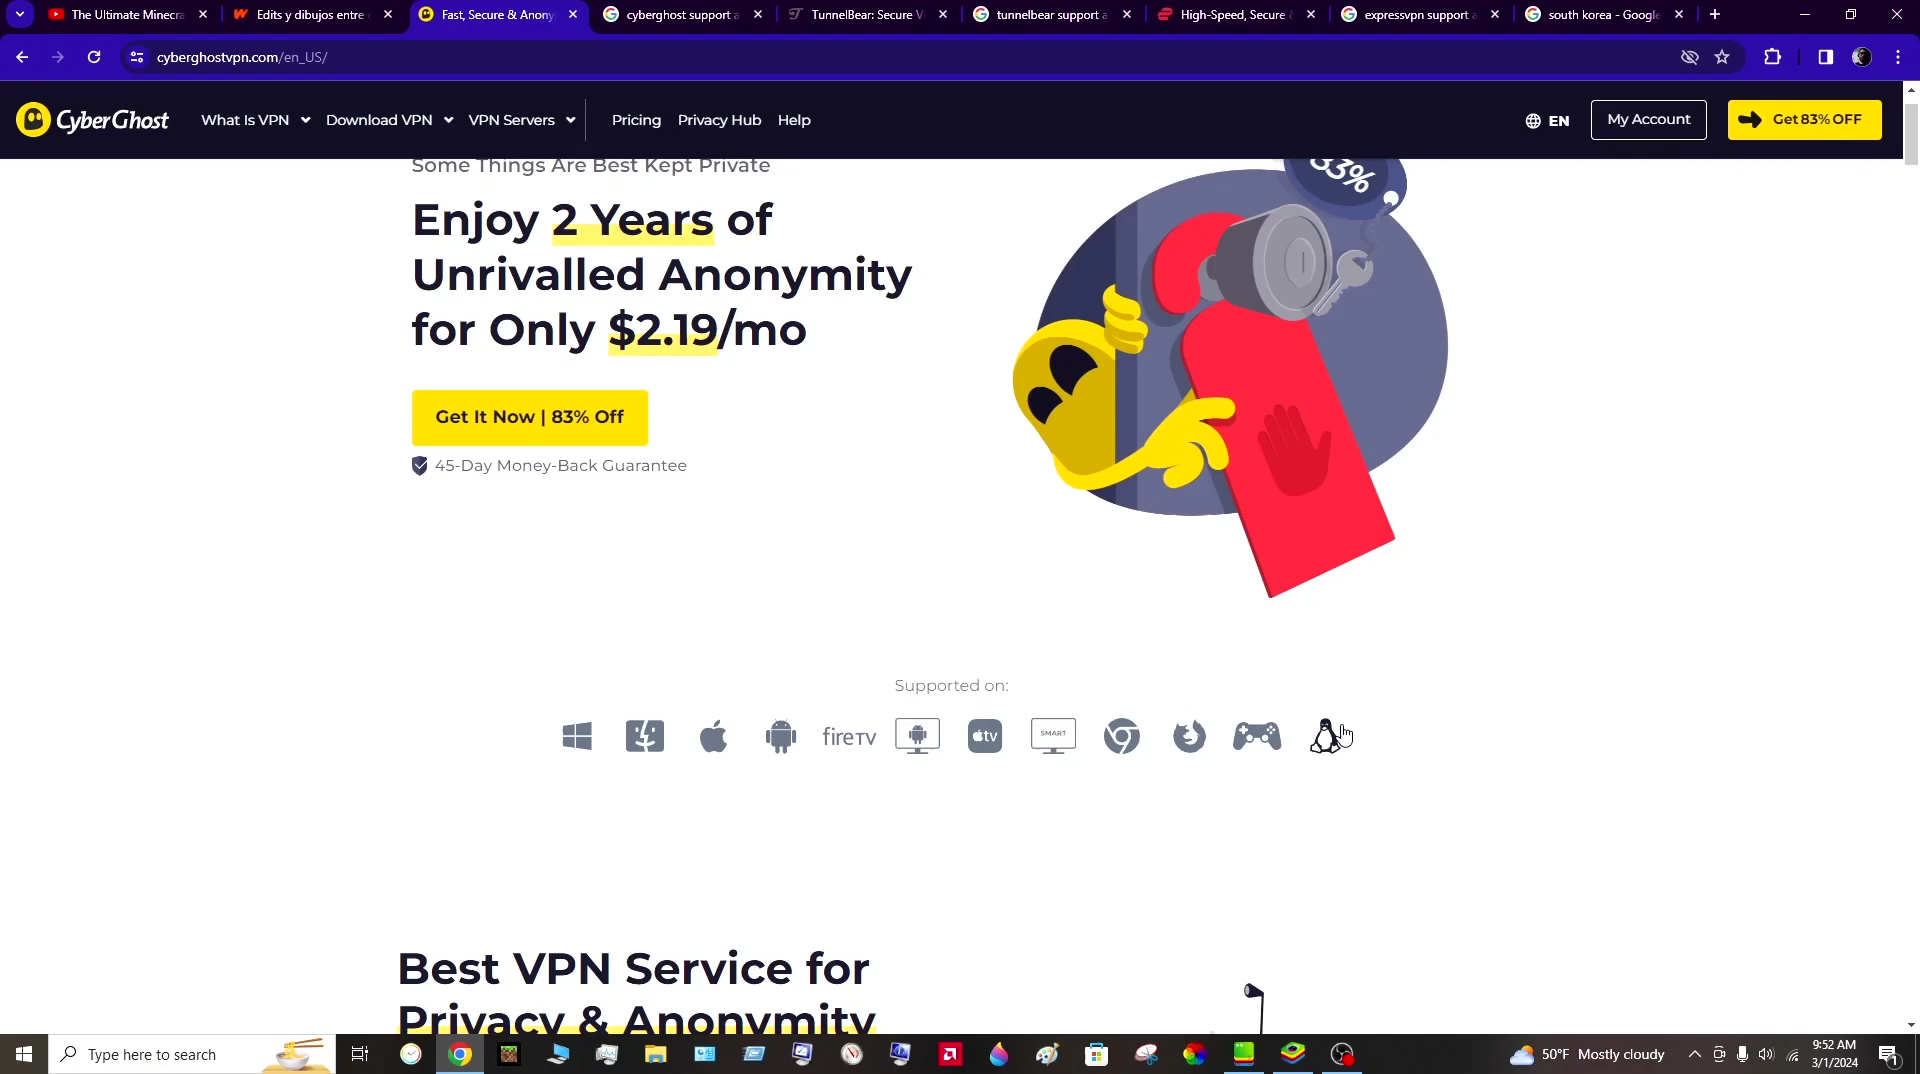 The Ultimate Minecra
Edits y dibujos entre
Fast, Secure & Anony
cyberghost support a
TunnelBear: Secure V
tunnelbear support a
High-Speed, Secure &
expressvpn support a
south korea - Google
cyberghostvpn.com/en_US/
CyberGhost
What Is VPN
Download VPN
VPN Servers
Pricing
Privacy Hub
Help
EN
My Account
Get 83% OFF
Some Things Are Best Kept Private
83%
Enjoy 2 Years of
Unrivalled Anonymity
for Only $2.19/mo
Get It Now | 83% Off
45-Day Money-Back Guarantee
Supported on:
fireTV
tv
SMART
Best VPN Service for
Privacy & Anonymity
Type here to search
50°F Mostly cloudy
9:52 AM
3/1/2024
1